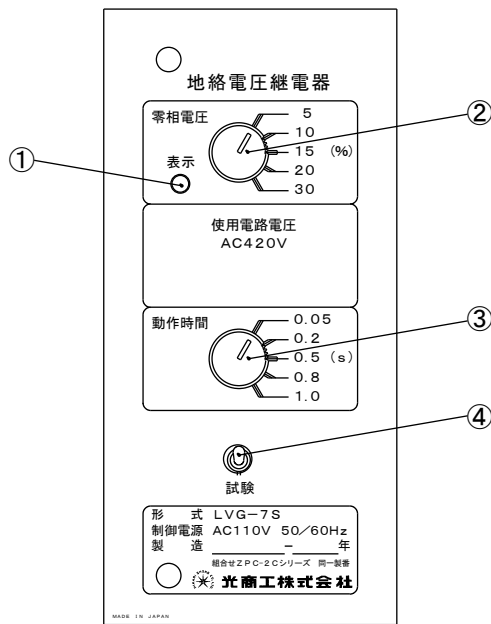 地絡電圧継電器
零相電圧
5
10
15 (%)
20
30
表示
①
②
使用電路電圧
AC420V
動作時間
0.05
0.2
0.5 (s)
0.8
1.0
③
④
試験
形 式 LVG-7S
制御電源 AC110V 50/60Hz
製 造 - 年
組合せZPC-2Cシリーズ 同一製番
光商工株式会社
MADE IN JAPAN